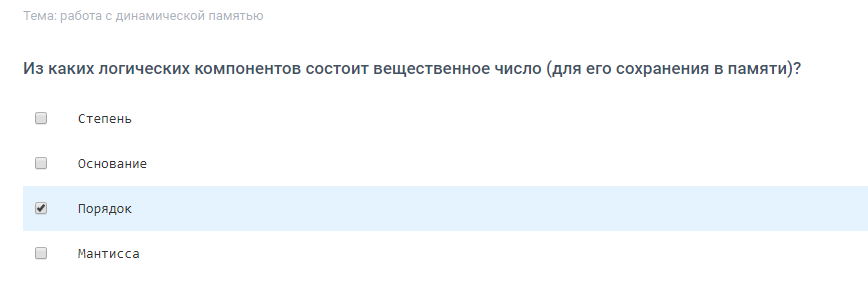 Тема: работа с динамической памятью
Из каких логических компонентов состоит вещественное число (для его сохранения в памяти)?
Степень
Основание
Порядок
Мантисса